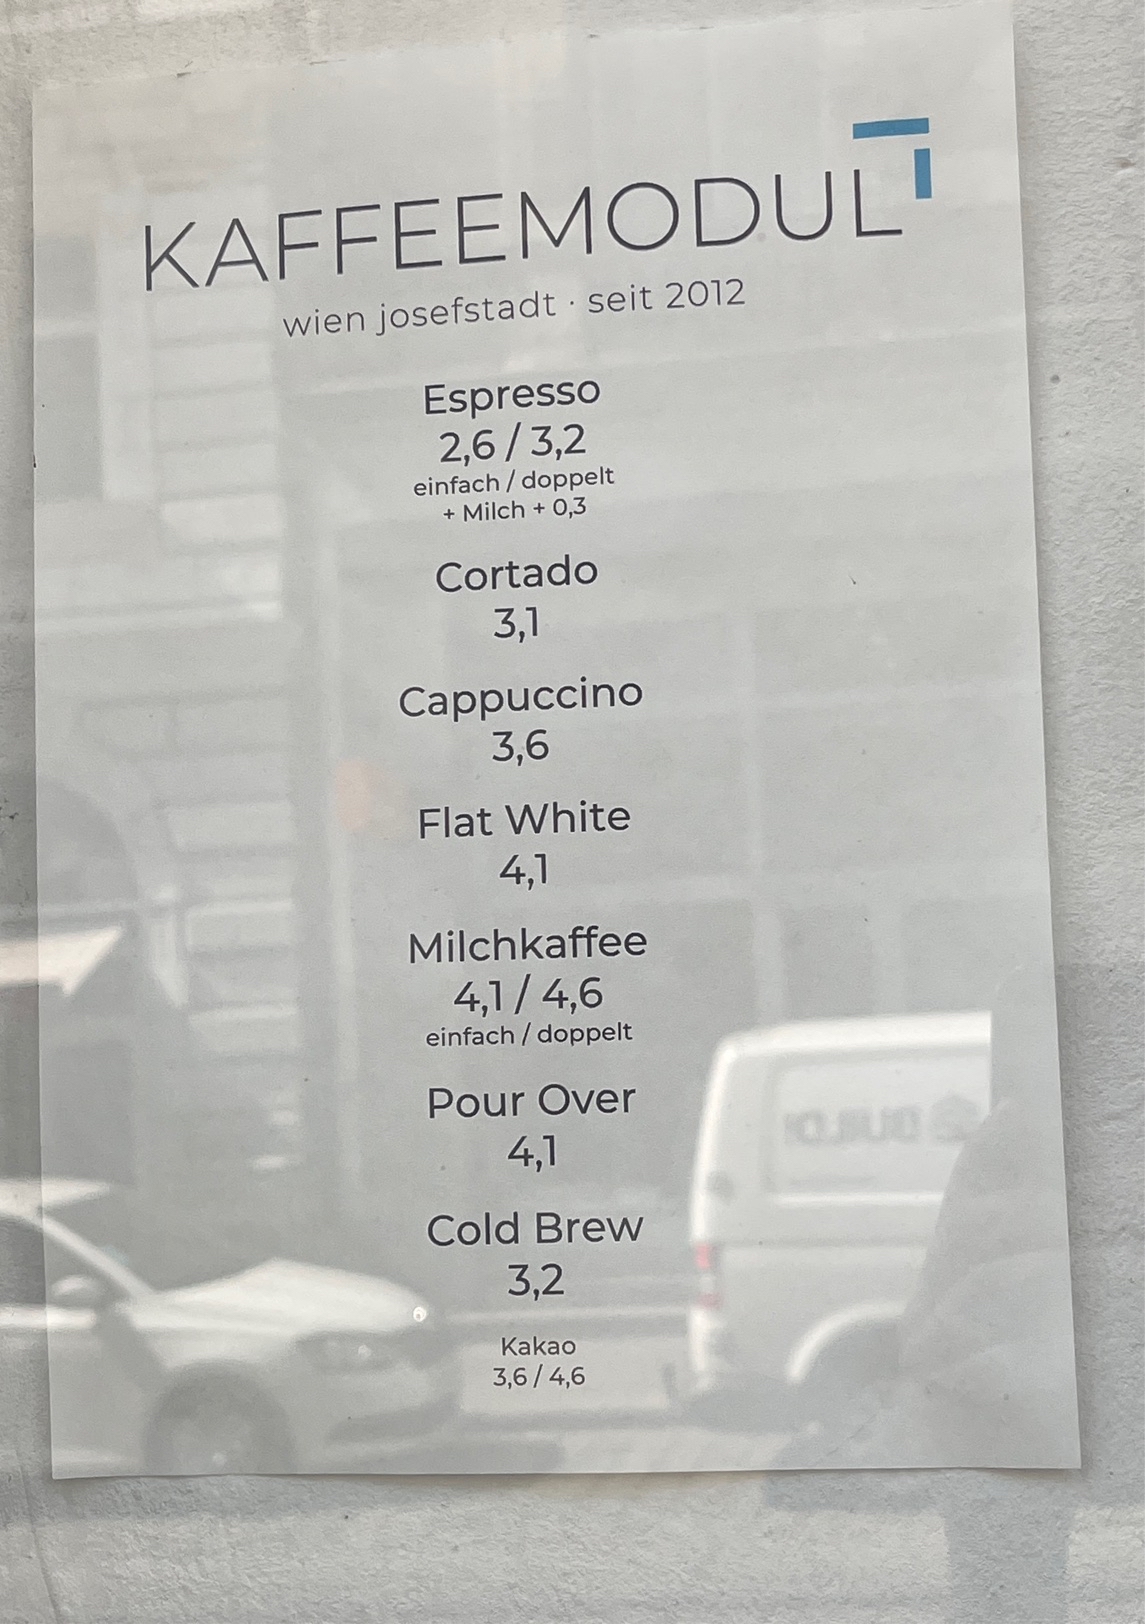 KAFFEEMODUL
wien josefstadt · seit 2012
Espresso
2,6 / 3,2
einfach / doppelt
+ Milch + 0,3
Cortado
3,1
Cappuccino
3,6
Flat White
4,1
Milchkaffee
4,1 / 4,6
einfach / doppelt
Pour Over
4,1
Cold Brew
3,2
Kakao
3,6 / 4,6